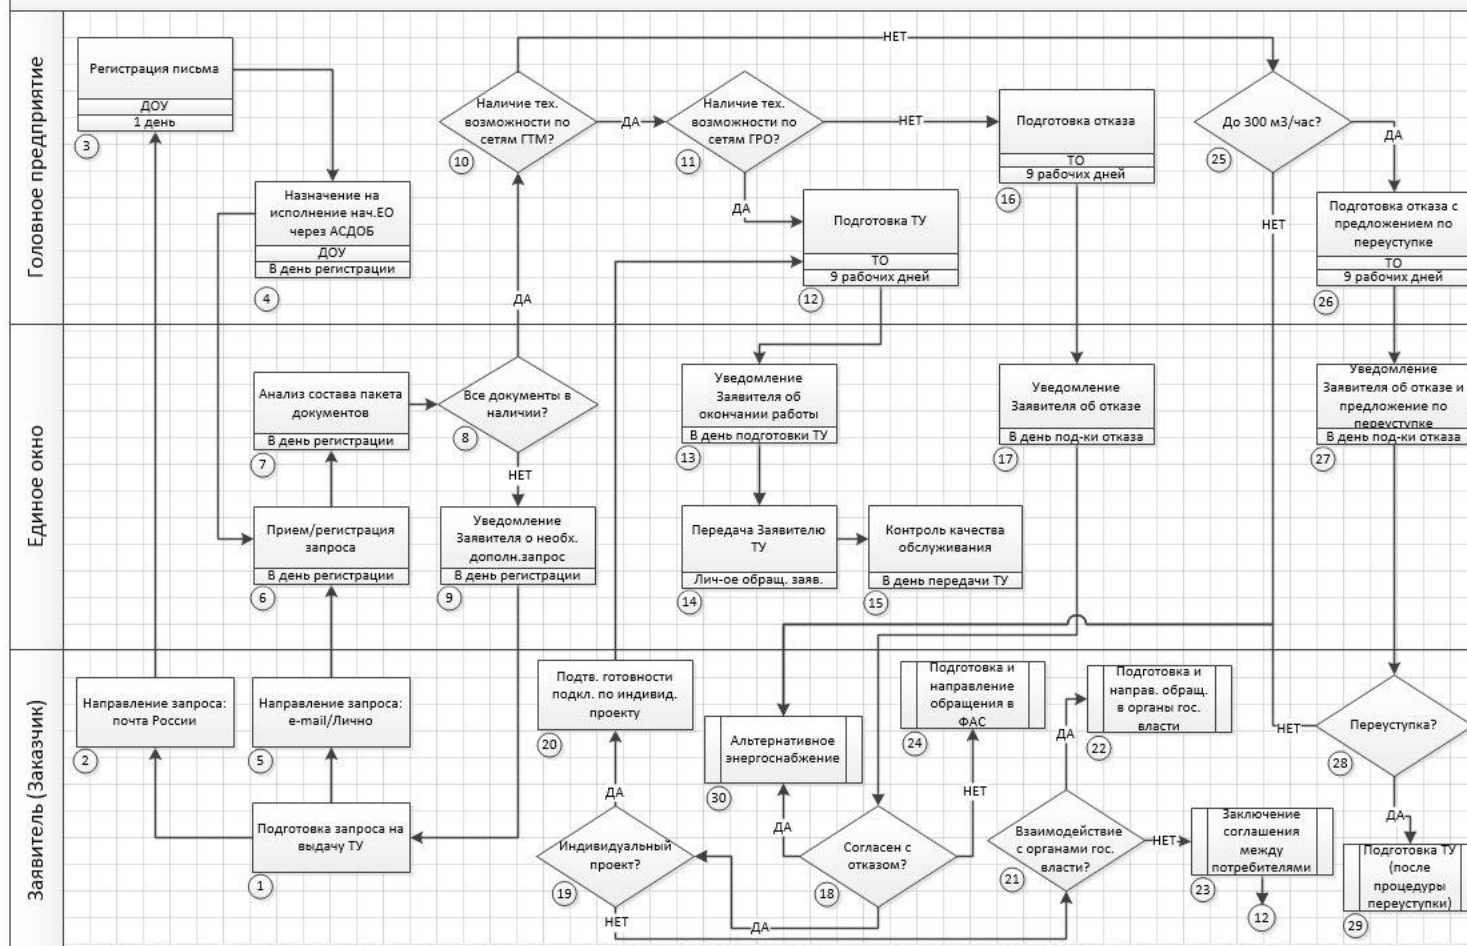 Головное предприятие
Регистрация письма
ДОУ
1 день
3
Назначение на
исполнение нач.ЕО
через АСДОБ
ДОУ
В день регистрации
4
НЕТ
Наличие тех.
возможности по
сетям ГТМ?
10
ДА
Наличие тех.
возможности по
сетям ГРО?
11
НЕТ
ДА
Подготовка отказа
ТО
9 рабочих дней
16
Подготовка ТУ
ТО
9 рабочих дней
12
До 300 м3/час?
25
ДА
НЕТ
Подготовка отказа с
предложением по
переуступке
ТО
9 рабочих дней
26
ДА
Единое окно
Анализ состава пакета
документов
В день регистрации
7
Все документы в
наличии?
8
НЕТ
Уведомление
Заявителя об
окончании работы
В день подготовки ТУ
13
Уведомление
Заявителя об отказе
В день под-ки отказа
17
Уведомление
Заявителя об отказе и
предложение по
переуступке
В день под-ки отказа
27
Прием/регистрация
запроса
В день регистрации
6
Уведомление
Заявителя о необх.
дополн.запрос
В день регистрации
9
Передача Заявителю
ТУ
Лич-ое обращ. заяв.
14
Контроль качества
обслуживания
В день передачи ТУ
15
Заявитель (Заказчик)
Направление запроса:
почта России
2
Направление запроса:
e-mail/Лично
5
Подготовка запроса на
выдачу ТУ
1
Подтв. готовности
подкл. по индивид.
проекту
20
ДА
Индивидуальный
проект?
19
НЕТ
Альтернативное
энергоснабжение
30
ДА
Согласен с
отказом?
18
ДА
НЕТ
Подготовка и
направление
обращения в
ФАС
24
Подготовка и
направ. обращ.
в органы гос.
власти
22
ДА
Взаимодействие
с органами гос.
власти?
21
НЕТ
Заключение
соглашения
между
потребителями
23
12
НЕТ
Переуступка?
28
ДА
Подготовка ТУ
(после
процедуры
переуступки)
29